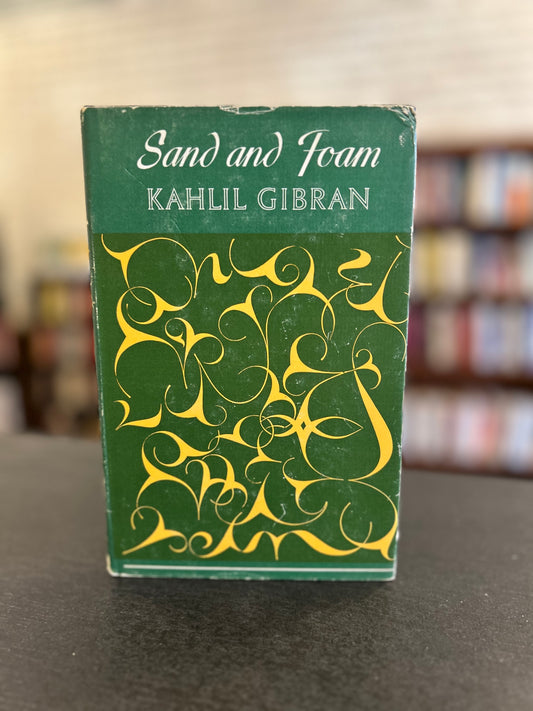 Sand and Foam
KAHLIL GIBRAN